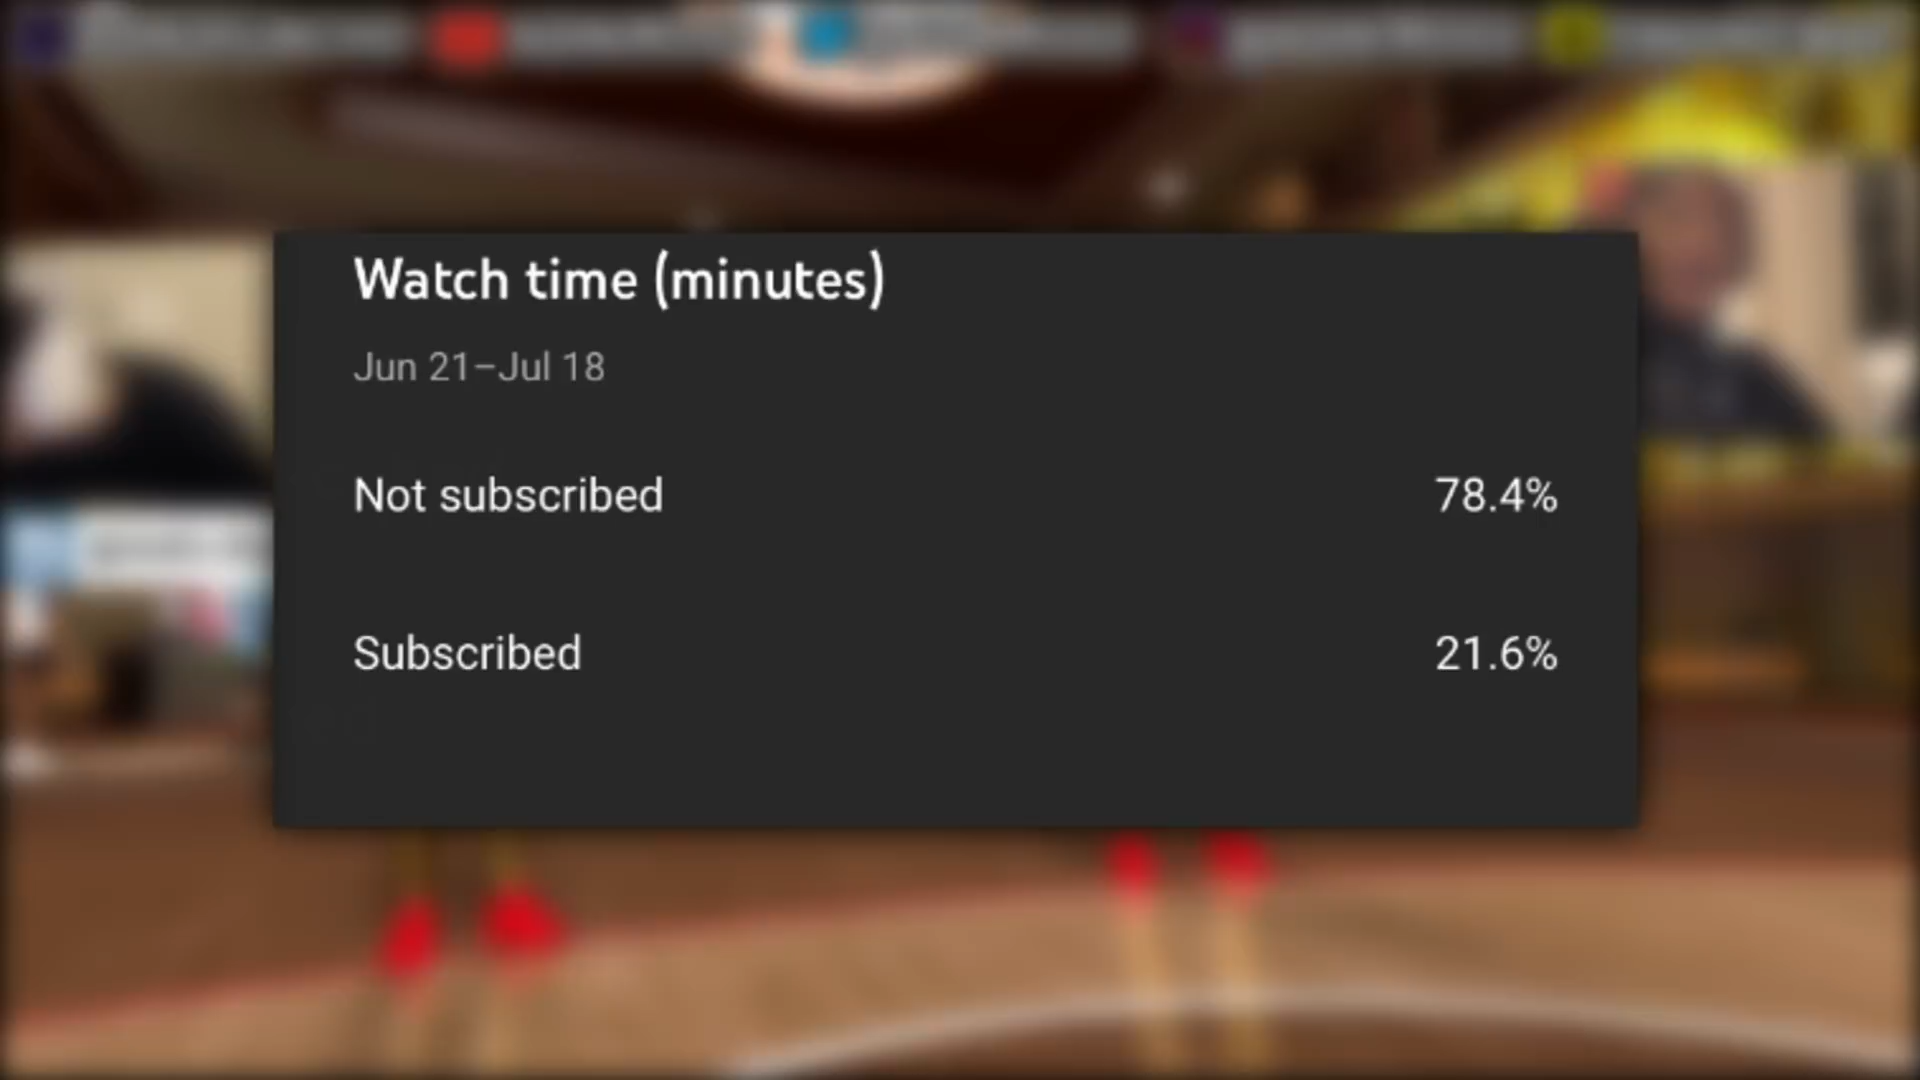 Watch time (minutes)
Jun 21–Jul 18
Not subscribed 78.4%
Subscribed 21.6%